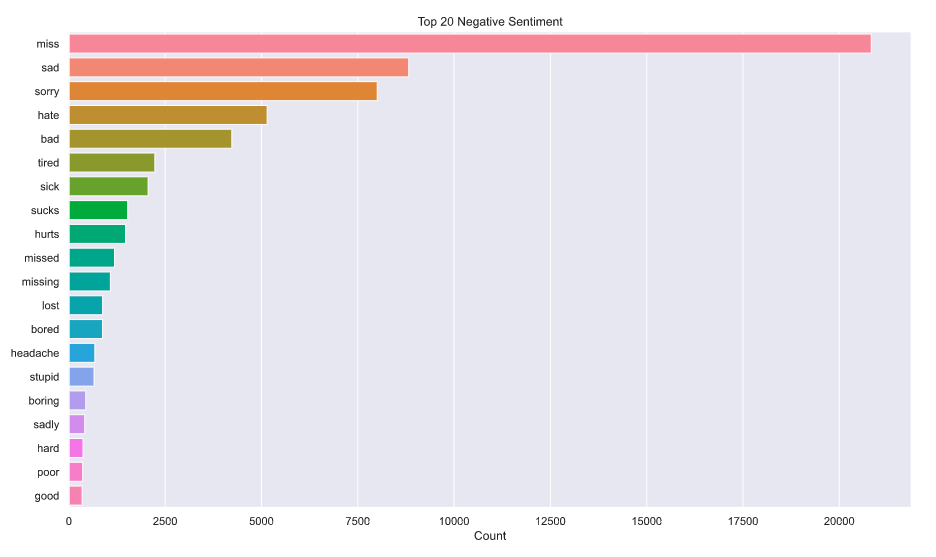 Top 20 Negative Sentiment
miss
sad
sorry
hate
bad
tired
sick
sucks
hurts
missed
missing
lost
bored
headache
stupid
boring
sadly
hard
poor
good
0 2500 5000 7500 10000 12500 15000 17500 20000
Count